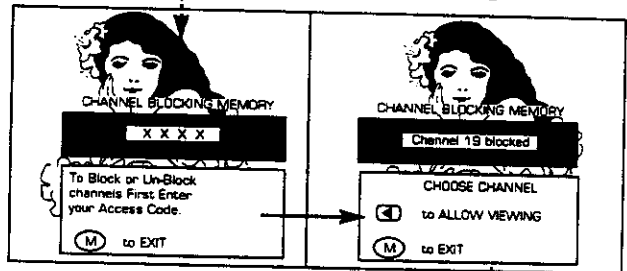 CHANNEL BLOCKING MEMORY
X X X X
To Block or Un-Block
channels First Enter
your Access Code.
M to EXIT
CHANNEL BLOCKING MEMORY
Channel 19 blocked
CHOOSE CHANNEL
to ALLOW VIEWING
M to EXIT